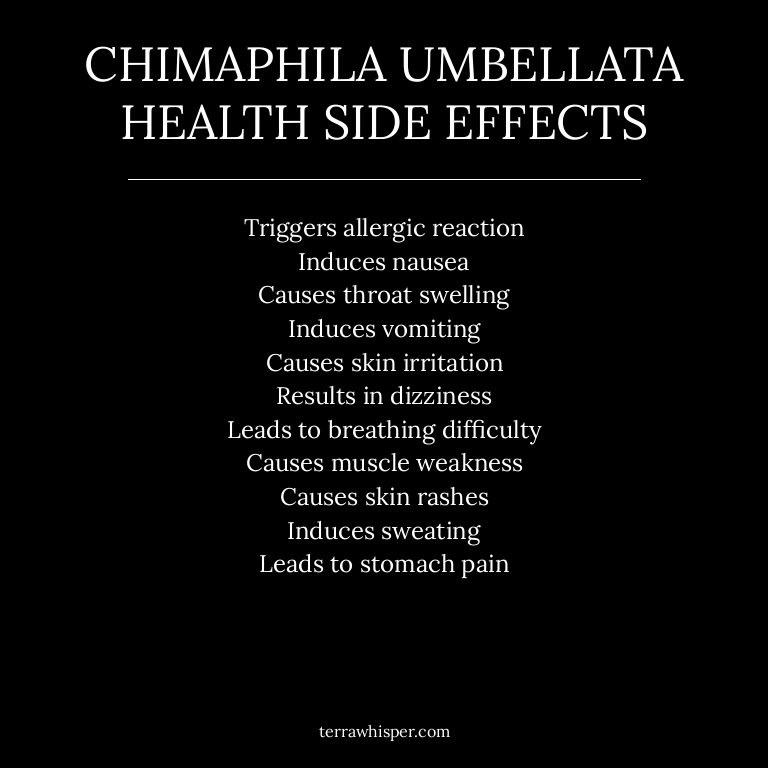 CHIMAPHILA UMBELLATA
HEALTH SIDE EFFECTS
Triggers allergic reaction
Induces nausea
Causes throat swelling
Induces vomiting
Causes skin irritation
Results in dizziness
Leads to breathing difficulty
Causes muscle weakness
Causes skin rashes
Induces sweating
Leads to stomach pain
terrawhisper.com